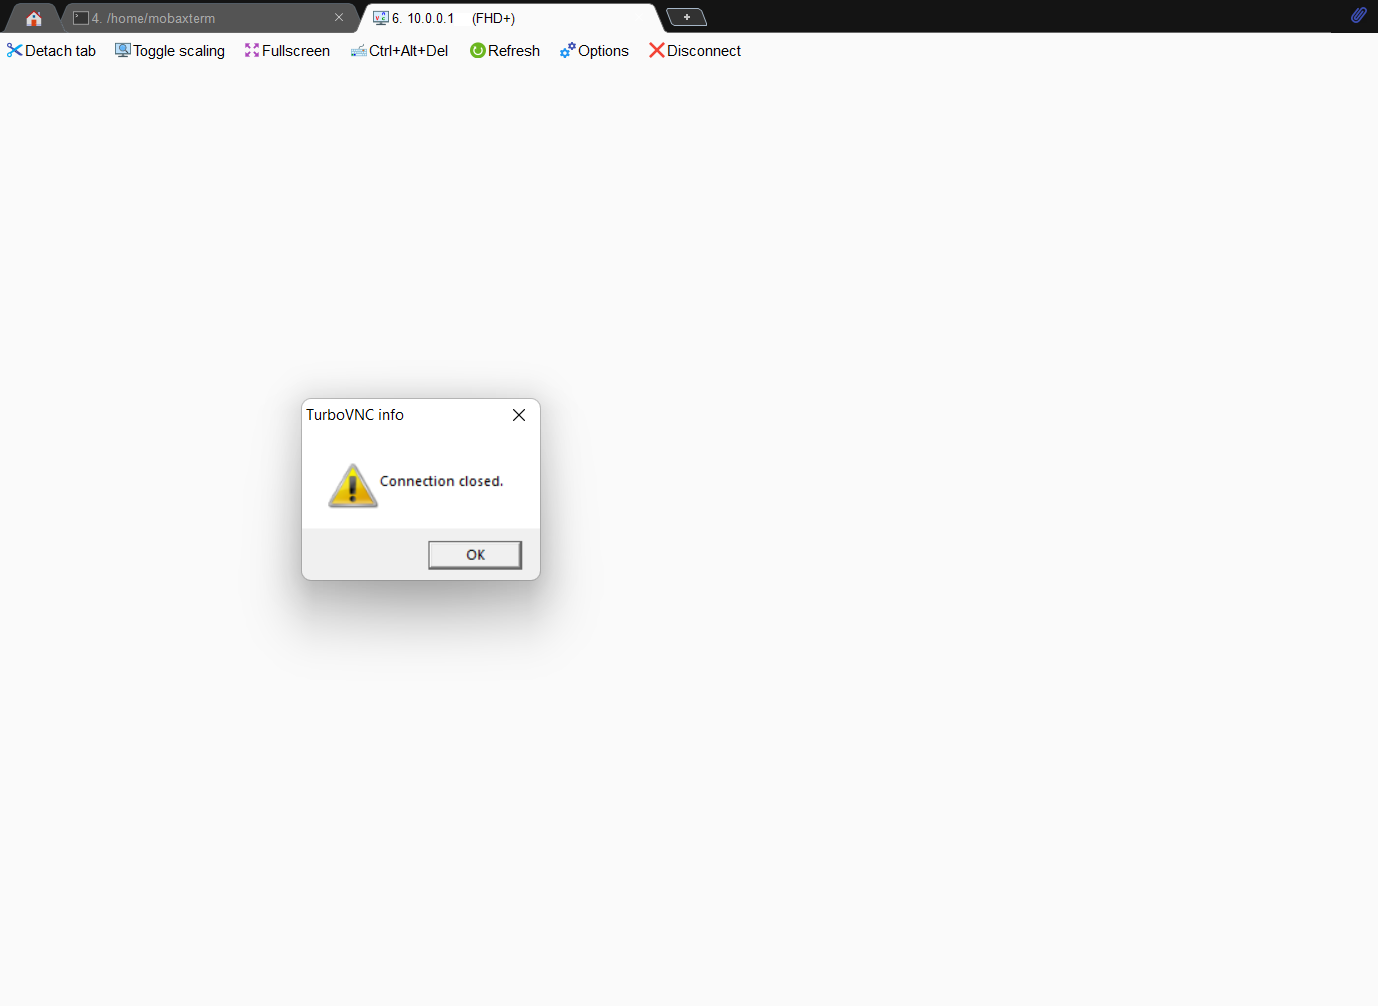 4. /home/mobaxterm
6. 10.0.0.1 (FHD+)
Detach tab Toggle scaling Fullscreen Ctrl+Alt+Del Refresh Options Disconnect
TurboVNC info
Connection closed.
OK